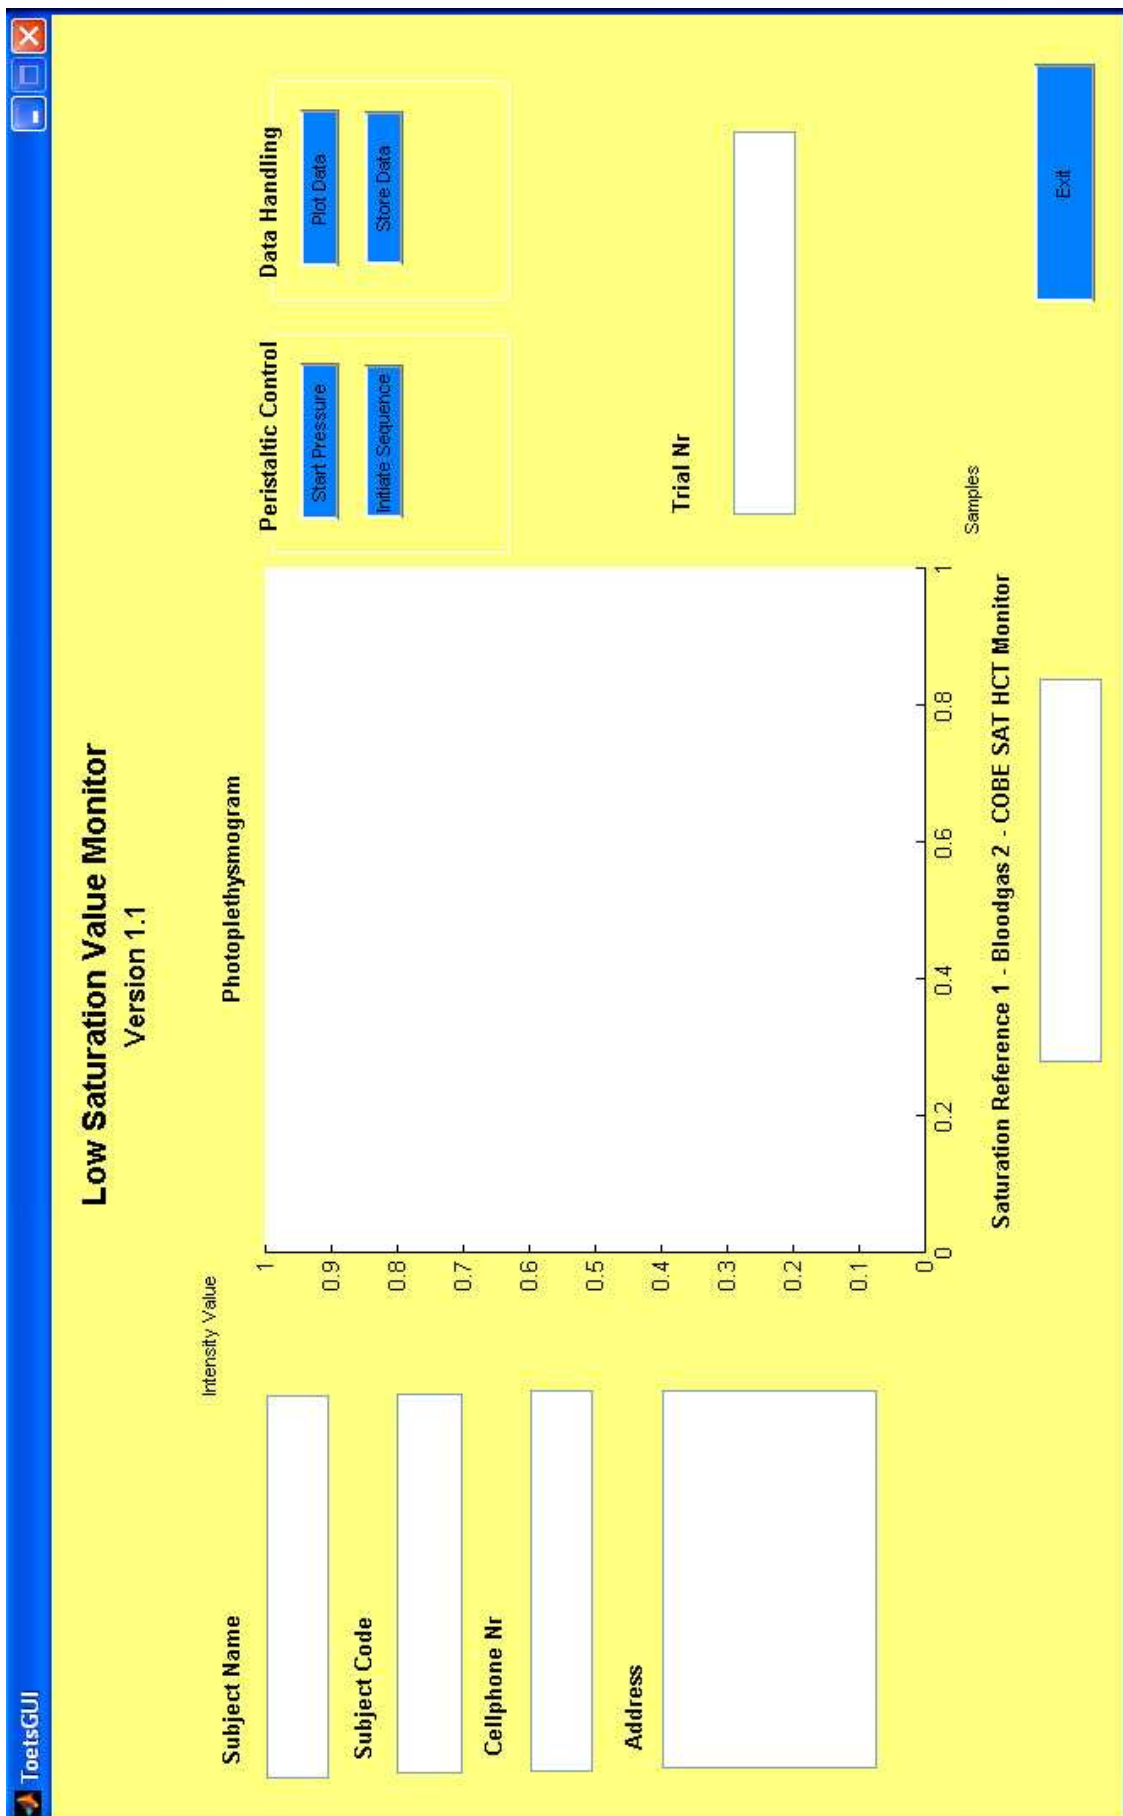 ToetsGUI
Low Saturation Value Monitor
Version 1.1
Subject Name
Subject Code
Cellphone Nr
Address
Intensity Value
Photoplethysmogram
1
0.9
0.8
0.7
0.6
0.5
0.4
0.3
0.2
0.1
0
0 0.2 0.4 0.6 0.8 1
Samples
Saturation Reference 1 - Bloodgas 2 - COBE SAT HCT Monitor
Peristaltic Control
Start Pressure
Initiate Sequence
Data Handling
Plot Data
Store Data
Trial Nr
Exit